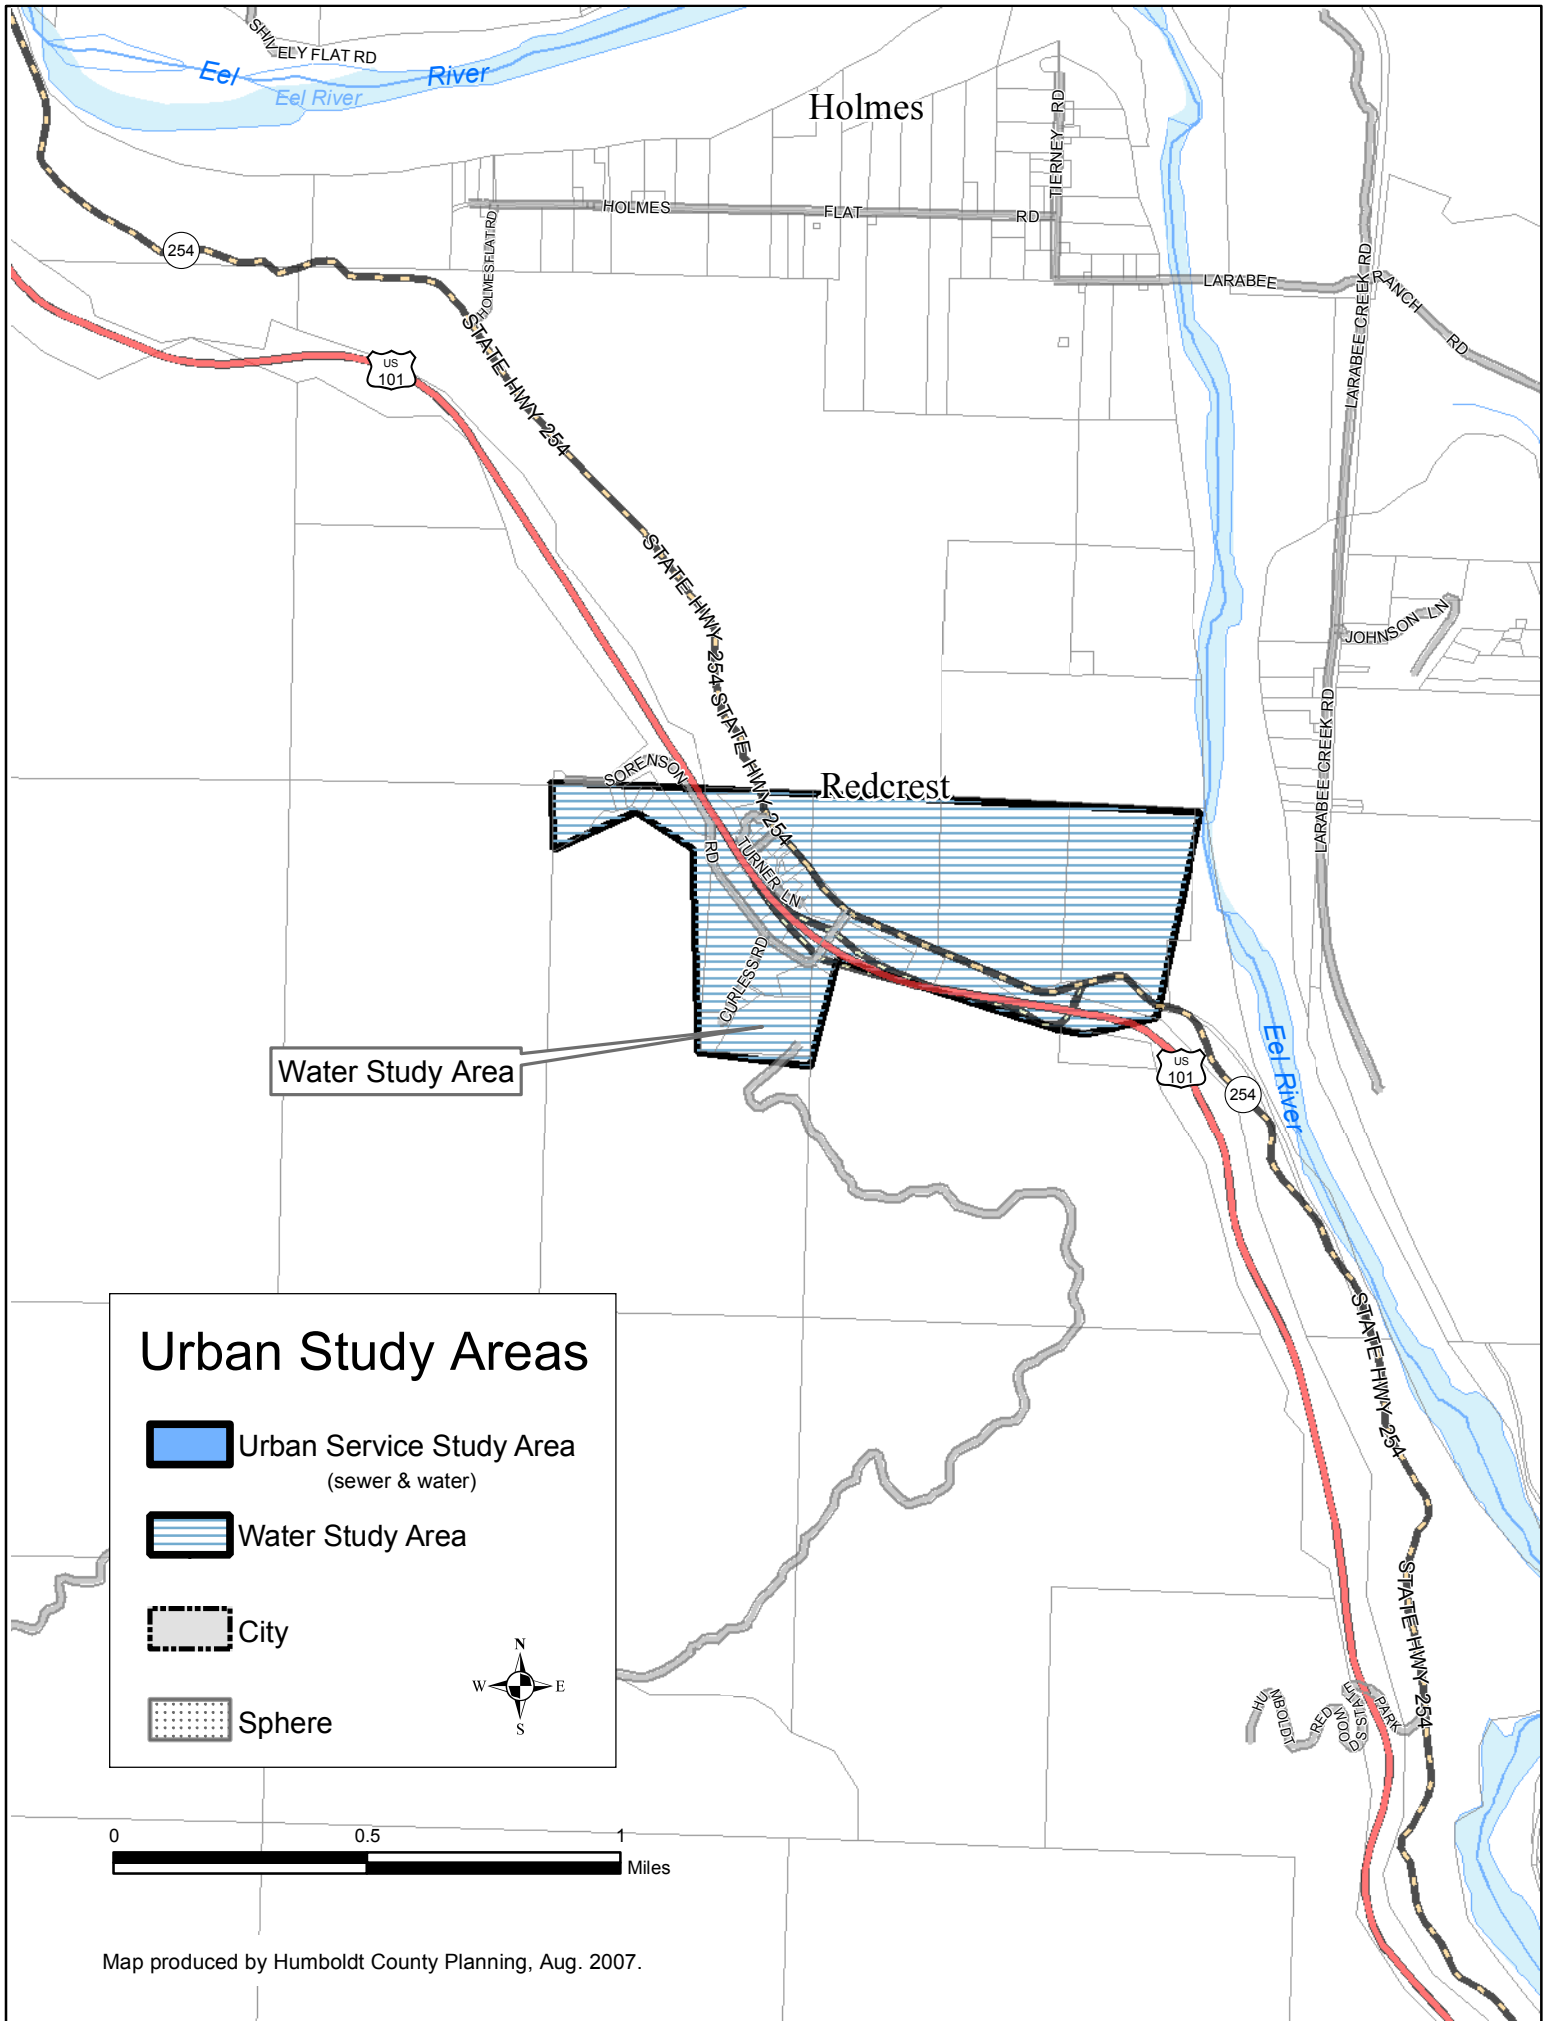 SHIVELY FLAT RD
Eel River
Eel River
Holmes
TIERNEY RD
HOLMES FLAT RD
HOLMES FLAT RD
254
LARABEE RANCH RD
LARABEE CREEK RD
US
101
STATE HWY 254
STATE HWY 254
STATE HWY 254
JOHNSON LN
LARABEE CREEK RD
SORENSON RD
Redcrest
TURNER LN
CURLESS RD
Water Study Area
US
101
254
Eel River
STATE HWY 254
STATE HWY 254
HUMBOLDT REDWOOD STATE PARK
Urban Study Areas
Urban Service Study Area
(sewer & water)
Water Study Area
City
Sphere
N
W E
S
0 0.5 1
Miles
Map produced by Humboldt County Planning, Aug. 2007.